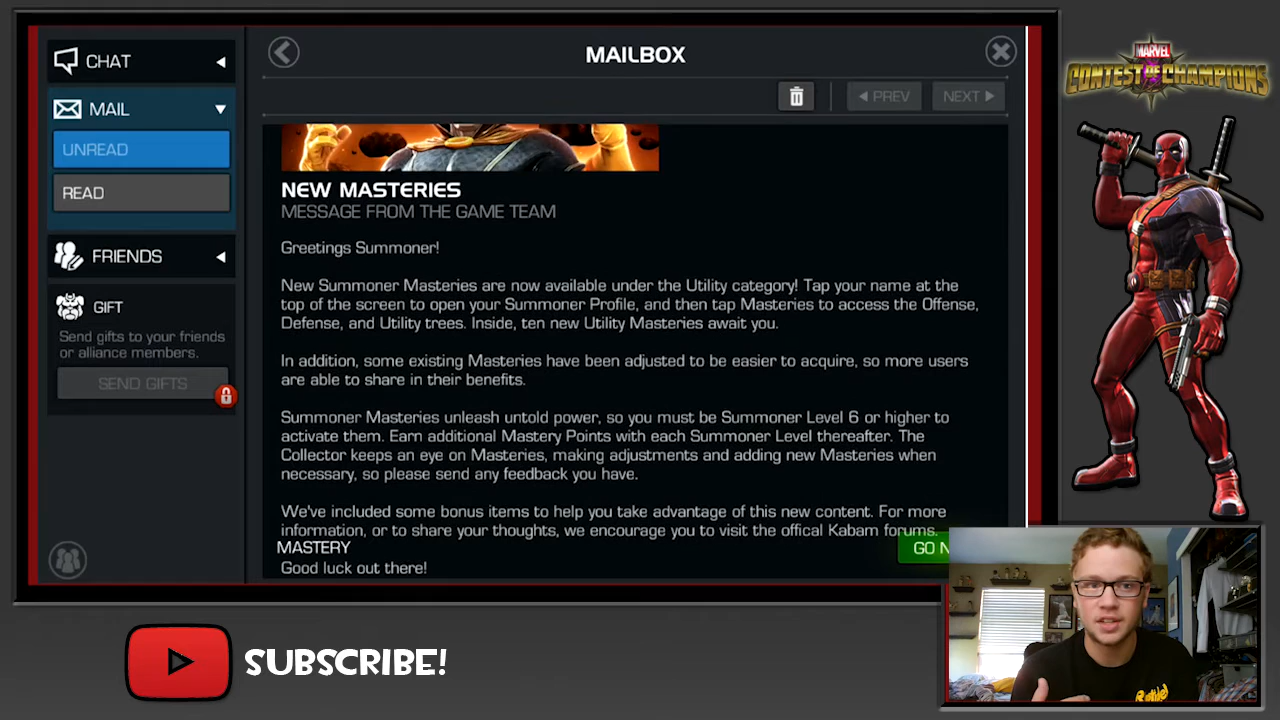 CHAT
MAIL
UNREAD
READ
FRIENDS
GIFT
Send gifts to your friends
or alliance members.
SEND GIFTS
MAILBOX
PREV
NEXT
NEW MASTERIES
MESSAGE FROM THE GAME TEAM
Greetings Summoner!
New Summoner Masteries are now available under the Utility category! Tap your name at the
top of the screen to open your Summoner Profile, and then tap Masteries to access the Offense,
Defense, and Utility trees. Inside, ten new Utility Masteries await you.
In addition, some existing Masteries have been adjusted to be easier to acquire, so more users
are able to share in their benefits.
Summoner Masteries unleash untold power, so you must be Summoner Level 6 or higher to
activate them. Earn additional Mastery Points with each Summoner Level thereafter. The
Collector keeps an eye on Masteries, making adjustments and adding new Masteries when
necessary, so please send any feedback you have.
We've included some bonus items to help you take advantage of this new content. For more
information, or to share your thoughts, we encourage you to visit the offical Kabam forums.
MASTERY
GO N
Good luck out there!
MARVEL
CONTEST OF CHAMPIONS
SUBSCRIBE!